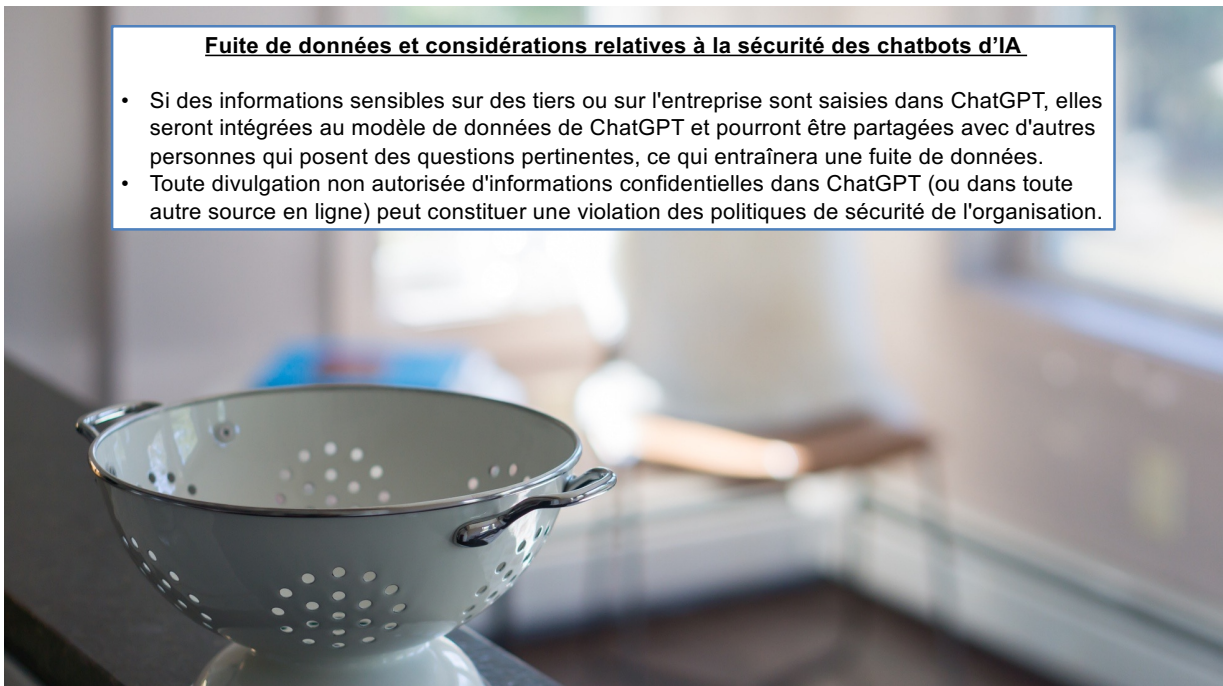 Fuite de données et considérations relatives à la sécurité des chatbots d’IA
• Si des informations sensibles sur des tiers ou sur l'entreprise sont saisies dans ChatGPT, elles
seront intégrées au modèle de données de ChatGPT et pourront être partagées avec d'autres
personnes qui posent des questions pertinentes, ce qui entraînera une fuite de données.
• Toute divulgation non autorisée d'informations confidentielles dans ChatGPT (ou dans toute
autre source en ligne) peut constituer une violation des politiques de sécurité de l'organisation.